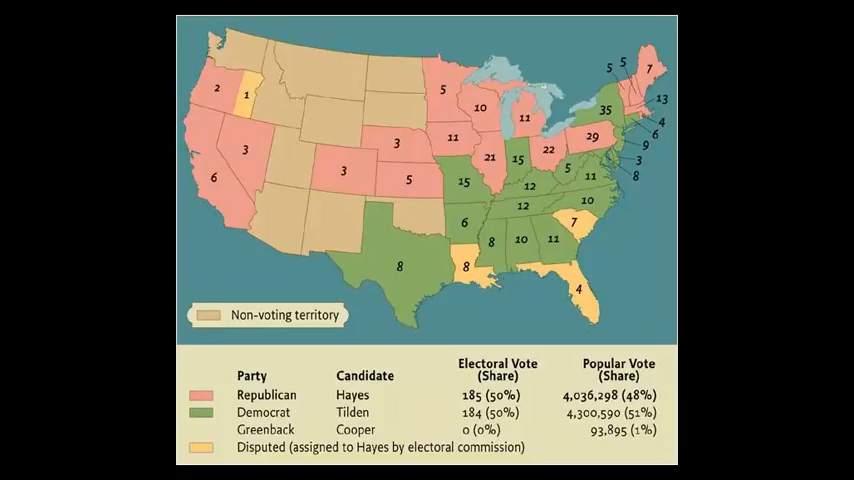 5 5 7
2 1 5 10 11 35 13
4
6
3 3 11 21 15 22 29 9
3
6 3 5 15 12 5 11 8
12 10
6 8 10 11 7
8 8 4
Non-voting territory
Electoral Vote Popular Vote
Party Candidate (Share) (Share)
Republican Hayes 185 (50%) 4,036,298 (48%)
Democrat Tilden 184 (50%) 4,300,590 (51%)
Greenback Cooper 0 (0%) 93,895 (1%)
Disputed (assigned to Hayes by electoral commission)